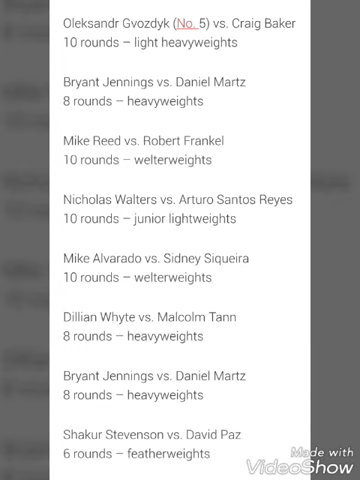 Oleksandr Gvozdyk (No. 5) vs. Craig Baker
10 rounds – light heavyweights
Bryant Jennings vs. Daniel Martz
8 rounds – heavyweights
Mike Reed vs. Robert Frankel
10 rounds – welterweights
Nicholas Walters vs. Arturo Santos Reyes
10 rounds – junior lightweights
Mike Alvarado vs. Sidney Siqueira
10 rounds – welterweights
Dillian Whyte vs. Malcolm Tann
8 rounds – heavyweights
Bryant Jennings vs. Daniel Martz
8 rounds – heavyweights
Shakur Stevenson vs. David Paz
6 rounds – featherweights
Made with
VideoShow